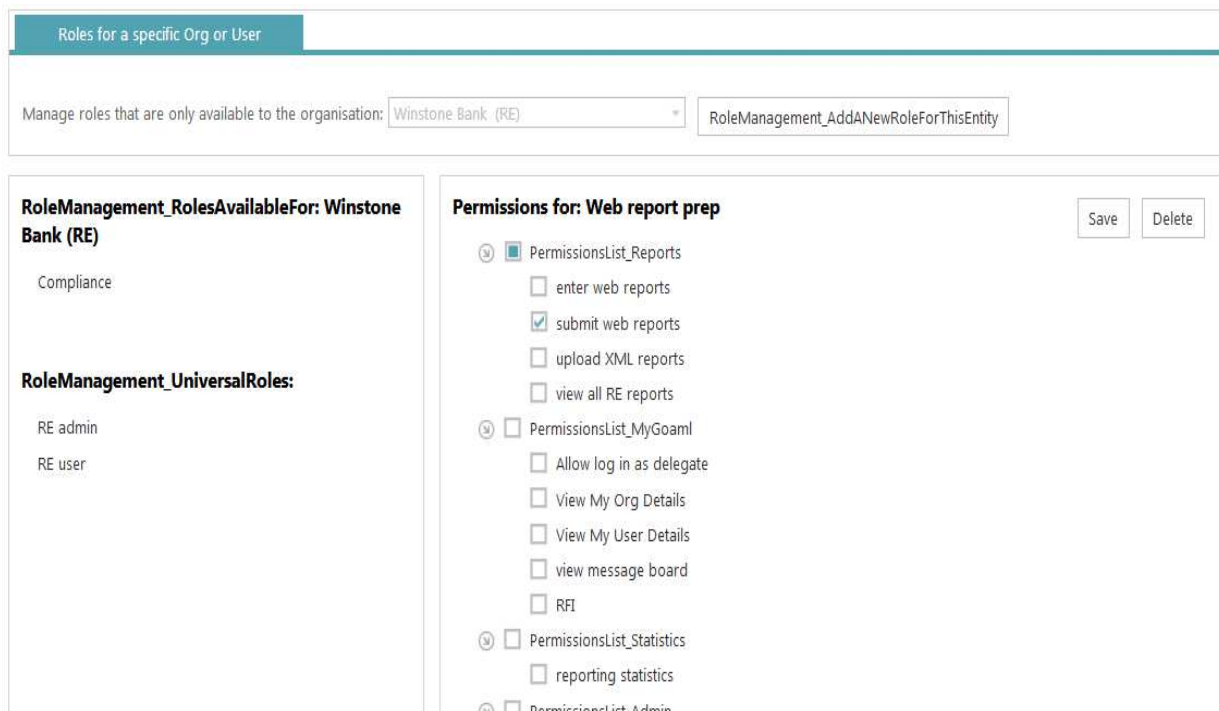 Roles for a specific Org or User
Manage roles that are only available to the organisation: Winstone Bank (RE) RoleManagement_AddANewRoleForThisEntity
RoleManagement_RolesAvailableFor: Winstone
Bank (RE)
Compliance
RoleManagement_UniversalRoles:
RE admin
RE user
Permissions for: Web report prep
Save Delete
PermissionsList_Reports
enter web reports
submit web reports
upload XML reports
view all RE reports
PermissionsList_MyGoaml
Allow log in as delegate
View My Org Details
View My User Details
view message board
RFI
PermissionsList_Statistics
reporting statistics
PermissionsList_Admin